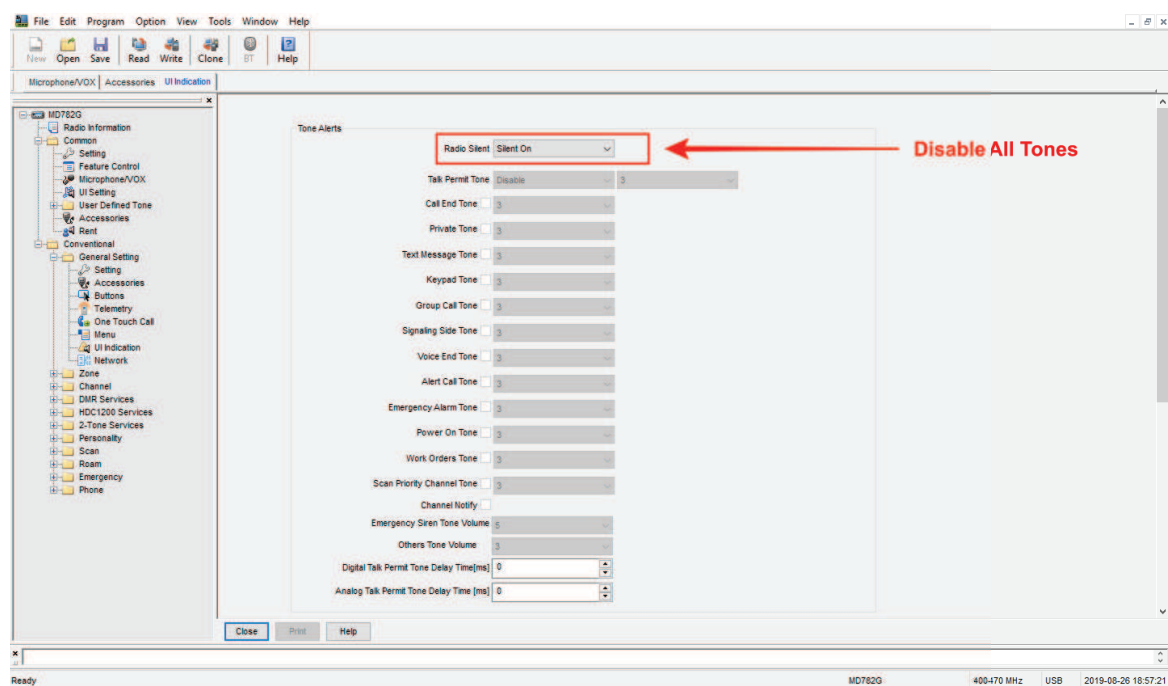 File Edit Program Option View Tools Window Help
New Open Save Read Write Clone BT Help
Microphone/VOX Accessories UI Indication
MD782G
Radio Information
Common
Setting
Feature Control
Microphone/VOX
UI Setting
User Defined Tone
Accessories
Rent
Conventional
General Setting
Setting
Accessories
Buttons
Telemetry
One Touch Call
Menu
UI Indication
Network
Zone
Channel
DMR Services
HDC1200 Services
2-Tone Services
Personality
Scan
Roam
Emergency
Phone
Tone Alerts
Radio Silent Silent On
Disable All Tones
Talk Permit Tone Disable 3
Call End Tone 3
Private Tone 3
Text Message Tone 3
Keypad Tone 3
Group Call Tone 3
Signaling Side Tone 3
Voice End Tone 3
Alert Call Tone 3
Emergency Alarm Tone 3
Power On Tone 3
Work Orders Tone 3
Scan Priority Channel Tone 3
Channel Notify
Emergency Siren Tone Volume 5
Others Tone Volume 3
Digital Talk Permit Tone Delay Time[ms] 0
Analog Talk Permit Tone Delay Time [ms] 0
Close Print Help
Ready MD782G 400-470 MHz USB 2019-08-26 18:57:21